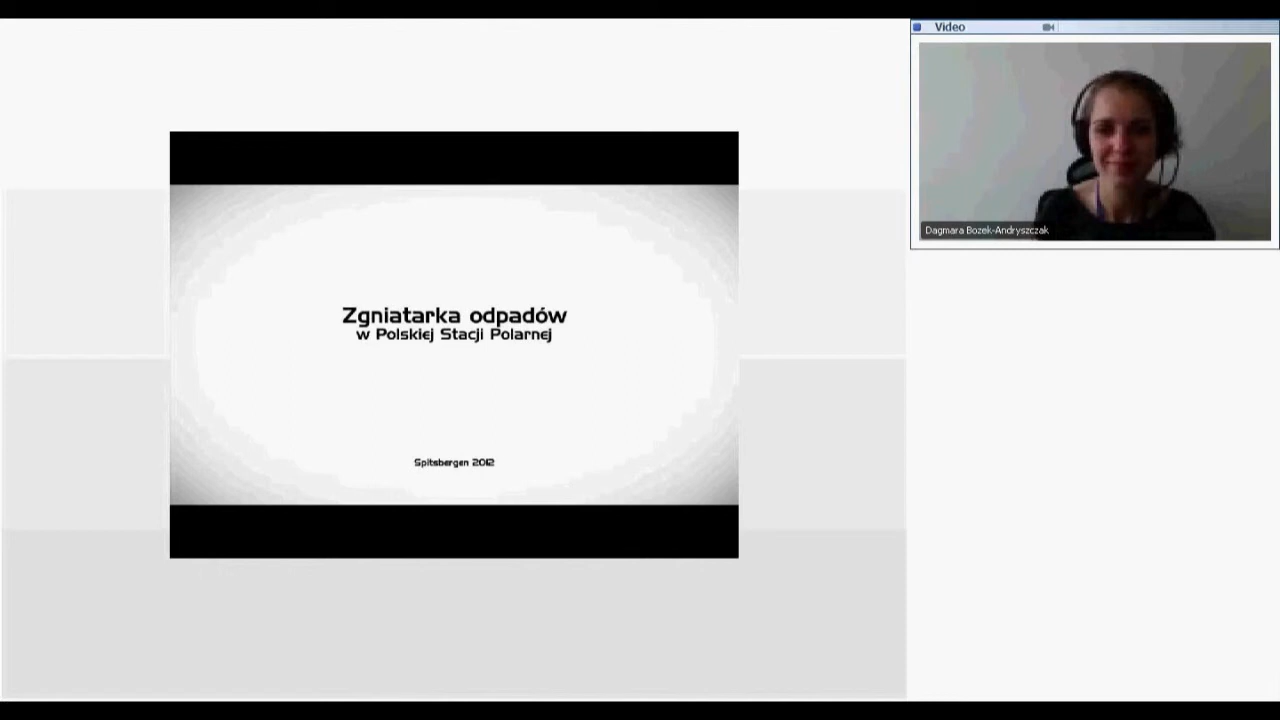 Video
Zgniatarka odpadów
w Polskiej Stacji Polarnej
Spitsbergen 2012
Dagmara Bozek-Andryszczak